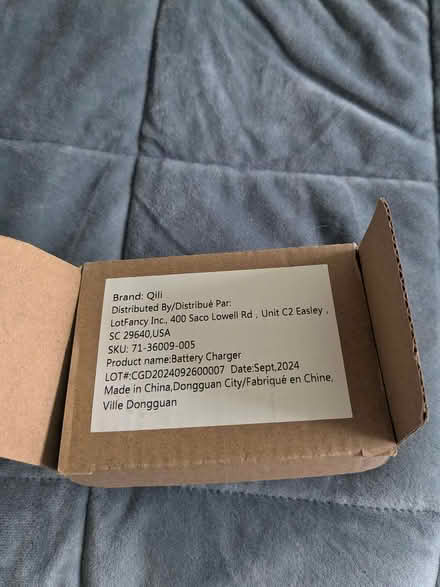 Brand: Qili
Distributed By/Distribué Par:
LotFancy Inc., 400 Saco Lowell Rd , Unit C2 Easley ,
SC 29640,USA
SKU: 71-36009-005
Product name:Battery Charger
LOT#:CGD2024092600007 Date:Sept,2024
Made in China,Dongguan City/Fabriqué en Chine,
Ville Dongguan